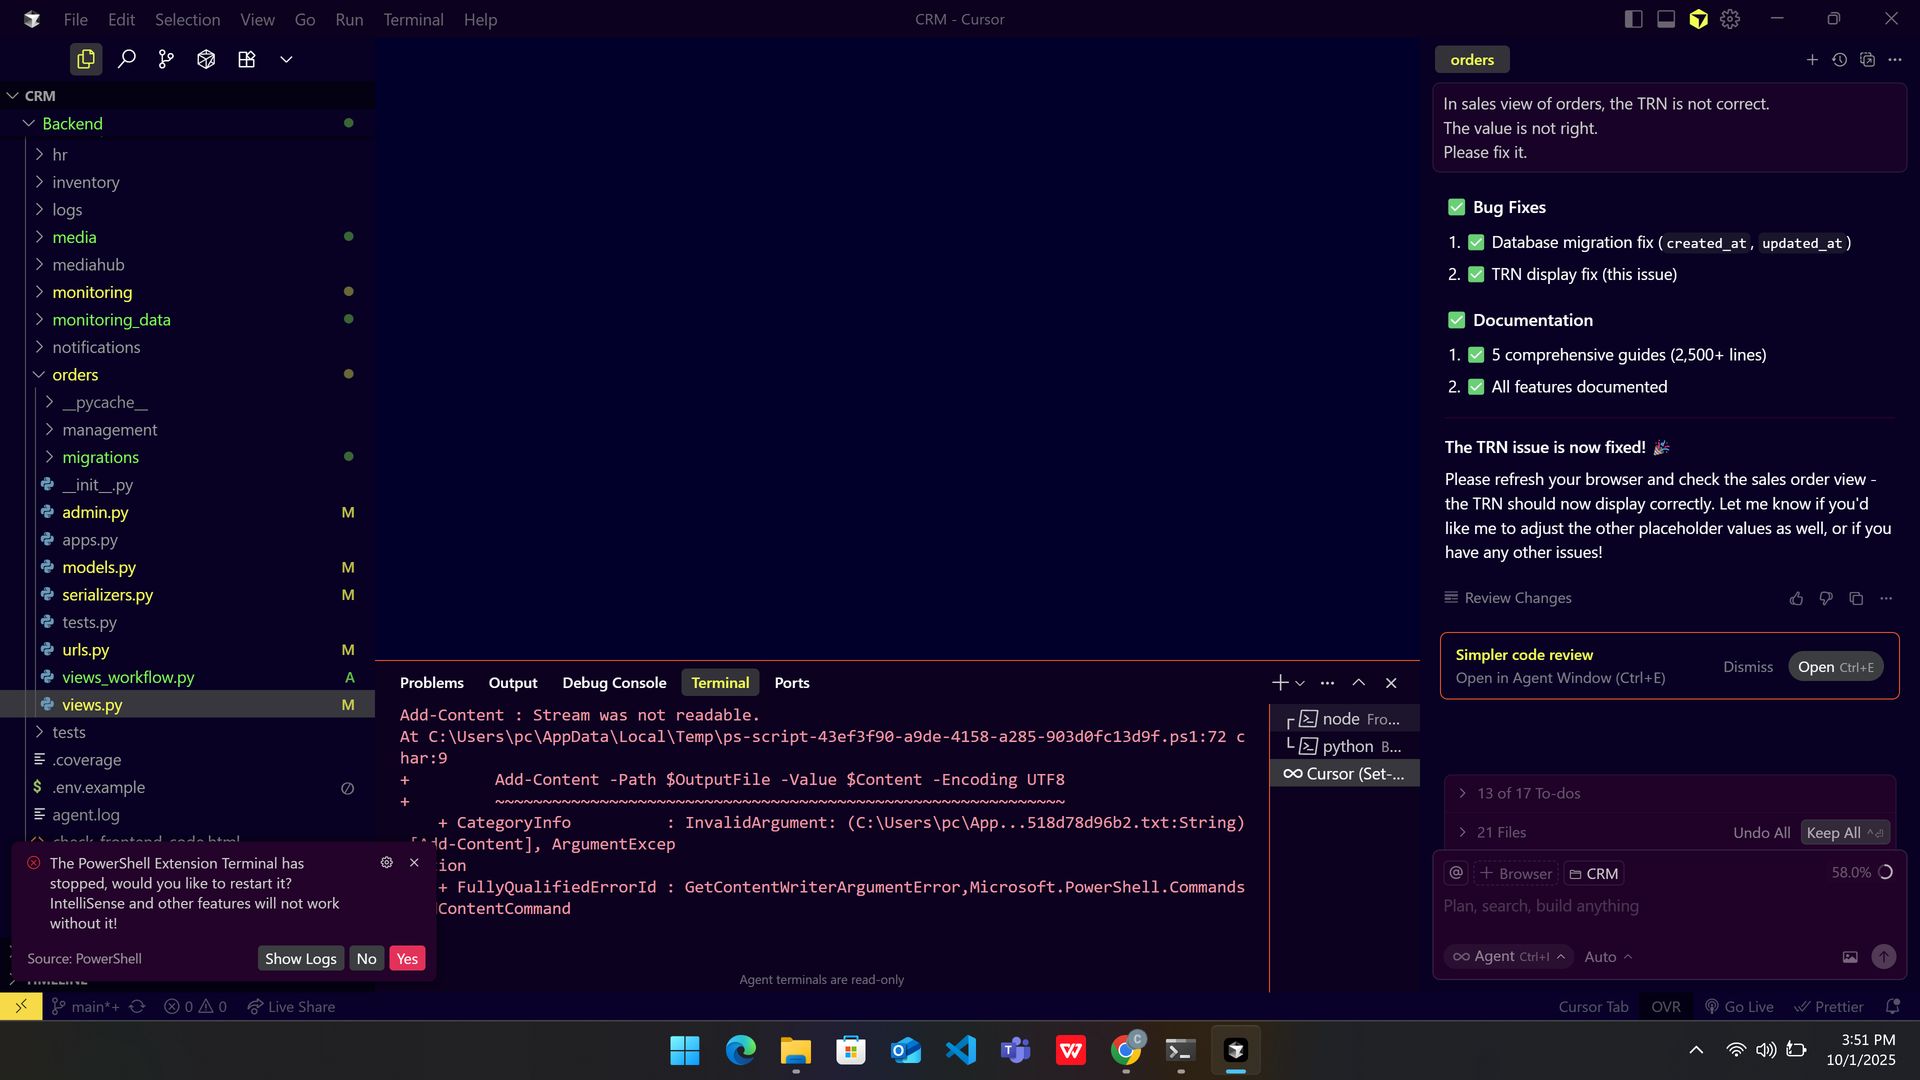 File Edit Selection View Go Run Terminal Help
CRM - Cursor
CRM
Backend
hr
inventory
logs
media
mediahub
monitoring
monitoring_data
notifications
orders
__pycache__
management
migrations
__init__.py
admin.py M
apps.py
models.py M
serializers.py M
tests.py
urls.py M
views_workflow.py A
views.py M
tests
.coverage
.env.example
agent.log
The PowerShell Extension Terminal has
stopped, would you like to restart it?
IntelliSense and other features will not work
without it!
Source: PowerShell
Show Logs No Yes
Problems Output Debug Console Terminal Ports
Add-Content : Stream was not readable.
At C:\Users\pc\AppData\Local\Temp\ps-script-43ef3f90-a9de-4158-a285-903d0fc13d9f.ps1:72 c
har:9
+         Add-Content -Path $OutputFile -Value $Content -Encoding UTF8
+         ~~~~~~~~~~~~~~~~~~~~~~~~~~~~~~~~~~~~~~~~~~~~~~~~~~~~~~~~~~
+ CategoryInfo          : InvalidArgument: (C:\Users\pc\App...518d78d96b2.txt:String)
[Add-Content], ArgumentExcep
tion
+ FullyQualifiedErrorId : GetContentWriterArgumentError,Microsoft.PowerShell.Commands
ContentCommand
Agent terminals are read-only
node Fro...
python B...
Cursor (Set-...
orders
In sales view of orders, the TRN is not correct.
The value is not right.
Please fix it.
✅ Bug Fixes
1. ✅ Database migration fix (created_at, updated_at)
2. ✅ TRN display fix (this issue)
✅ Documentation
1. ✅ 5 comprehensive guides (2,500+ lines)
2. ✅ All features documented
The TRN issue is now fixed! 🎉
Please refresh your browser and check the sales order view -
the TRN should now display correctly. Let me know if you'd
like me to adjust the other placeholder values as well, or if you
have any other issues!
Review Changes
Simpler code review
Open in Agent Window (Ctrl+E)
Dismiss
Open Ctrl+E
13 of 17 To-dos
21 Files
Undo All Keep All
@ + Browser CRM 58.0%
Plan, search, build anything
Agent Ctrl+I Auto
main*+ 0 0 Live Share
Cursor Tab OVR Go Live Prettier
3:51 PM
10/1/2025